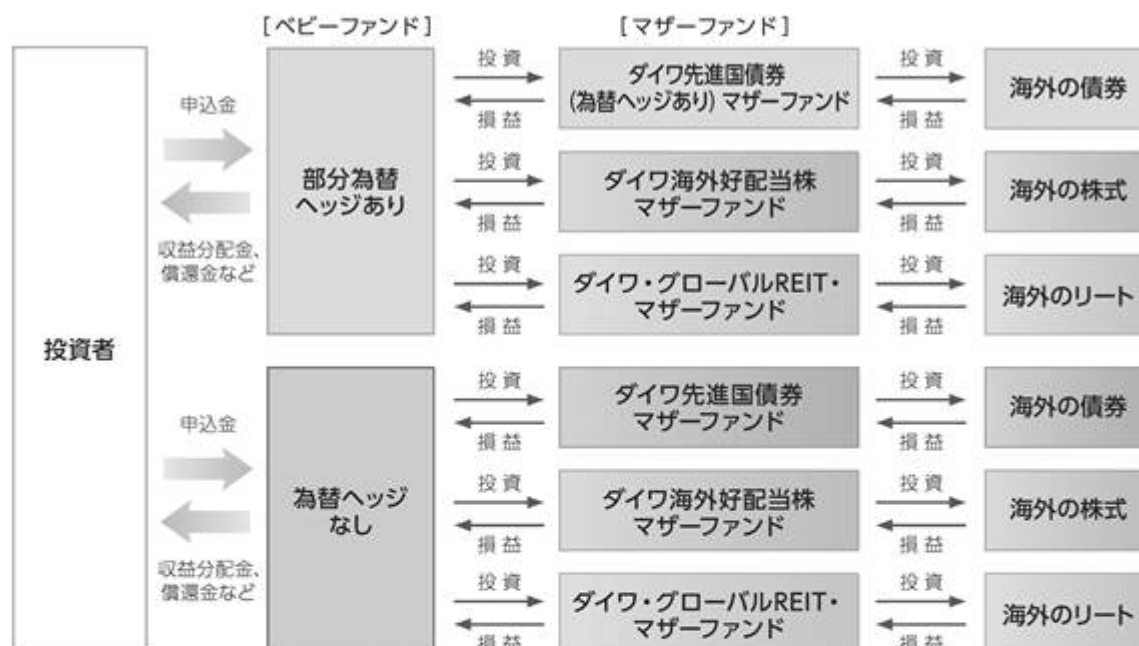 [ベビーファンド]
[マザーファンド]
投資者
申込金
収益分配金、
償還金など
部分為替
ヘッジあり
投資
損益
ダイワ先進国債券
(為替ヘッジあり) マザーファンド
投資
損益
海外の債券
投資
損益
ダイワ海外好配当株
マザーファンド
投資
損益
海外の株式
投資
損益
ダイワ・グローバルREIT・
マザーファンド
投資
損益
海外のリート
申込金
収益分配金、
償還金など
為替ヘッジ
なし
投資
損益
ダイワ先進国債券
マザーファンド
投資
損益
海外の債券
投資
損益
ダイワ海外好配当株
マザーファンド
投資
損益
海外の株式
投資
損益
ダイワ・グローバルREIT・
マザーファンド
投資
損益
海外のリート